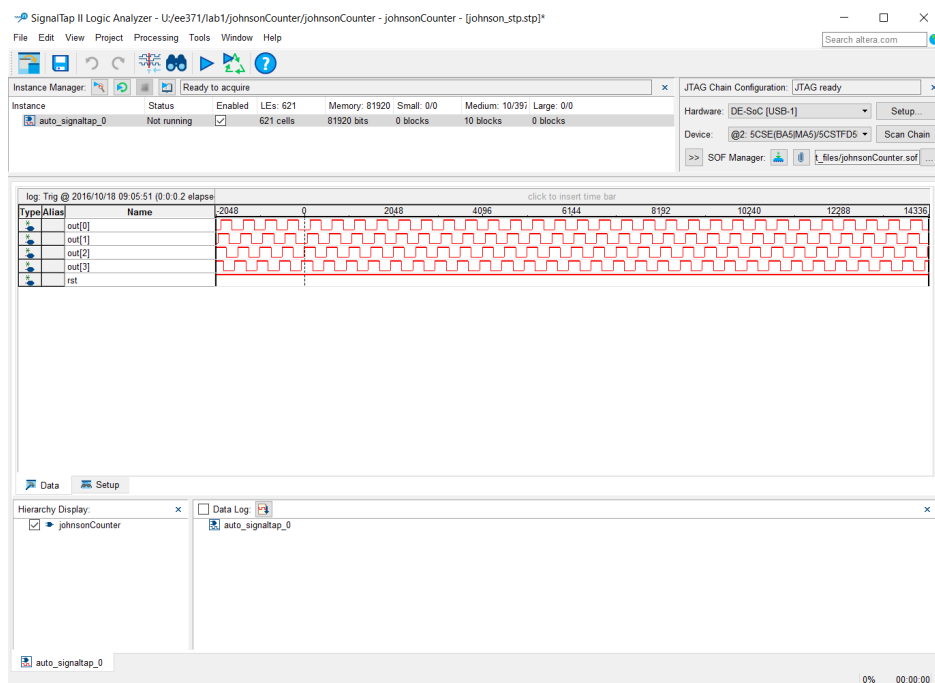 SignalTap II Logic Analyzer - U:/ee371/lab1/johnsonCounter/johnsonCounter - johnsonCounter - [johnson_stp.stp]*
File Edit View Project Processing Tools Window Help
Search altera.com
Instance Manager: Ready to acquire
Instance Status Enabled LEs: 621 Memory: 81920 Small: 0/0 Medium: 10/397 Large: 0/0
auto_signaltap_0 Not running 621 cells 81920 bits 0 blocks 10 blocks 0 blocks
JTAG Chain Configuration: JTAG ready
Hardware: DE-SoC [USB-1] Setup...
Device: @2: 5CSE(BA5|MA5)/5CSTFD5 Scan Chain
>> SOF Manager: t_files/johnsonCounter.sof ...
log: Trig @ 2016/10/18 09:05:51 (0:0:0.2 elapse click to insert time bar
Type Alias Name -2048 0 2048 4096 6144 8192 10240 12288 14336
out[0]
out[1]
out[2]
out[3]
rst
Data Setup
Hierarchy Display:
johnsonCounter
Data Log:
auto_signaltap_0
auto_signaltap_0
0% 00:00:00